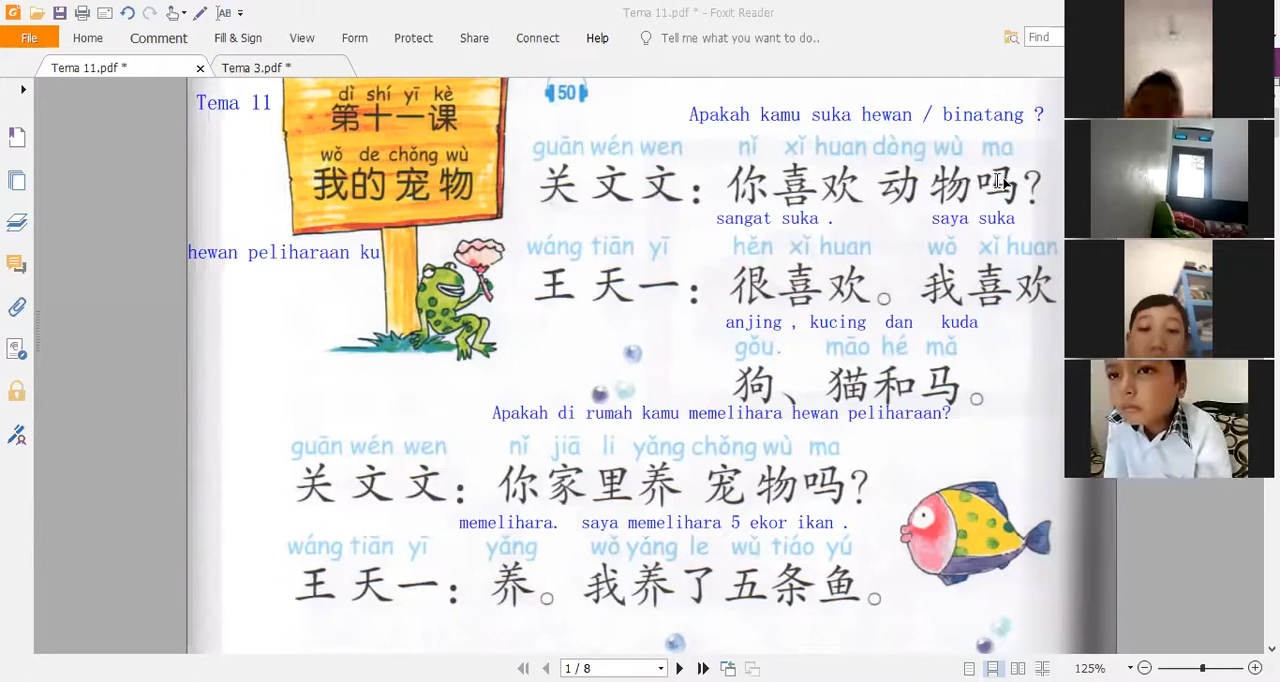 Tema 11.pdf * - Foxit Reader
File Home Comment Fill & Sign View Form Protect Share Connect Help Tell me what you want to do.. Find
Tema 11.pdf * Tema 3.pdf *
Tema 11
dì shí yī kè
第十一课
wǒ de chǒng wù
我的宠物
hewan peliharaan ku
50
Apakah kamu suka hewan / binatang ?
guān wén wen nǐ xǐ huan dòng wù ma
关文文：你喜欢动物吗？
sangat suka . saya suka
wáng tiān yī hěn xǐ huan wǒ xǐ huan
王天一：很喜欢。我喜欢
anjing , kucing dan kuda
gǒu māo hé mǎ
狗、猫和马。
Apakah di rumah kamu memelihara hewan peliharaan?
guān wén wen nǐ jiā li yǎng chǒng wù ma
关文文：你家里养宠物吗？
memelihara. saya memelihara 5 ekor ikan .
wáng tiān yī yǎng wǒ yǎng le wǔ tiáo yú
王天一：养。我养了五条鱼。
1 / 8
125%